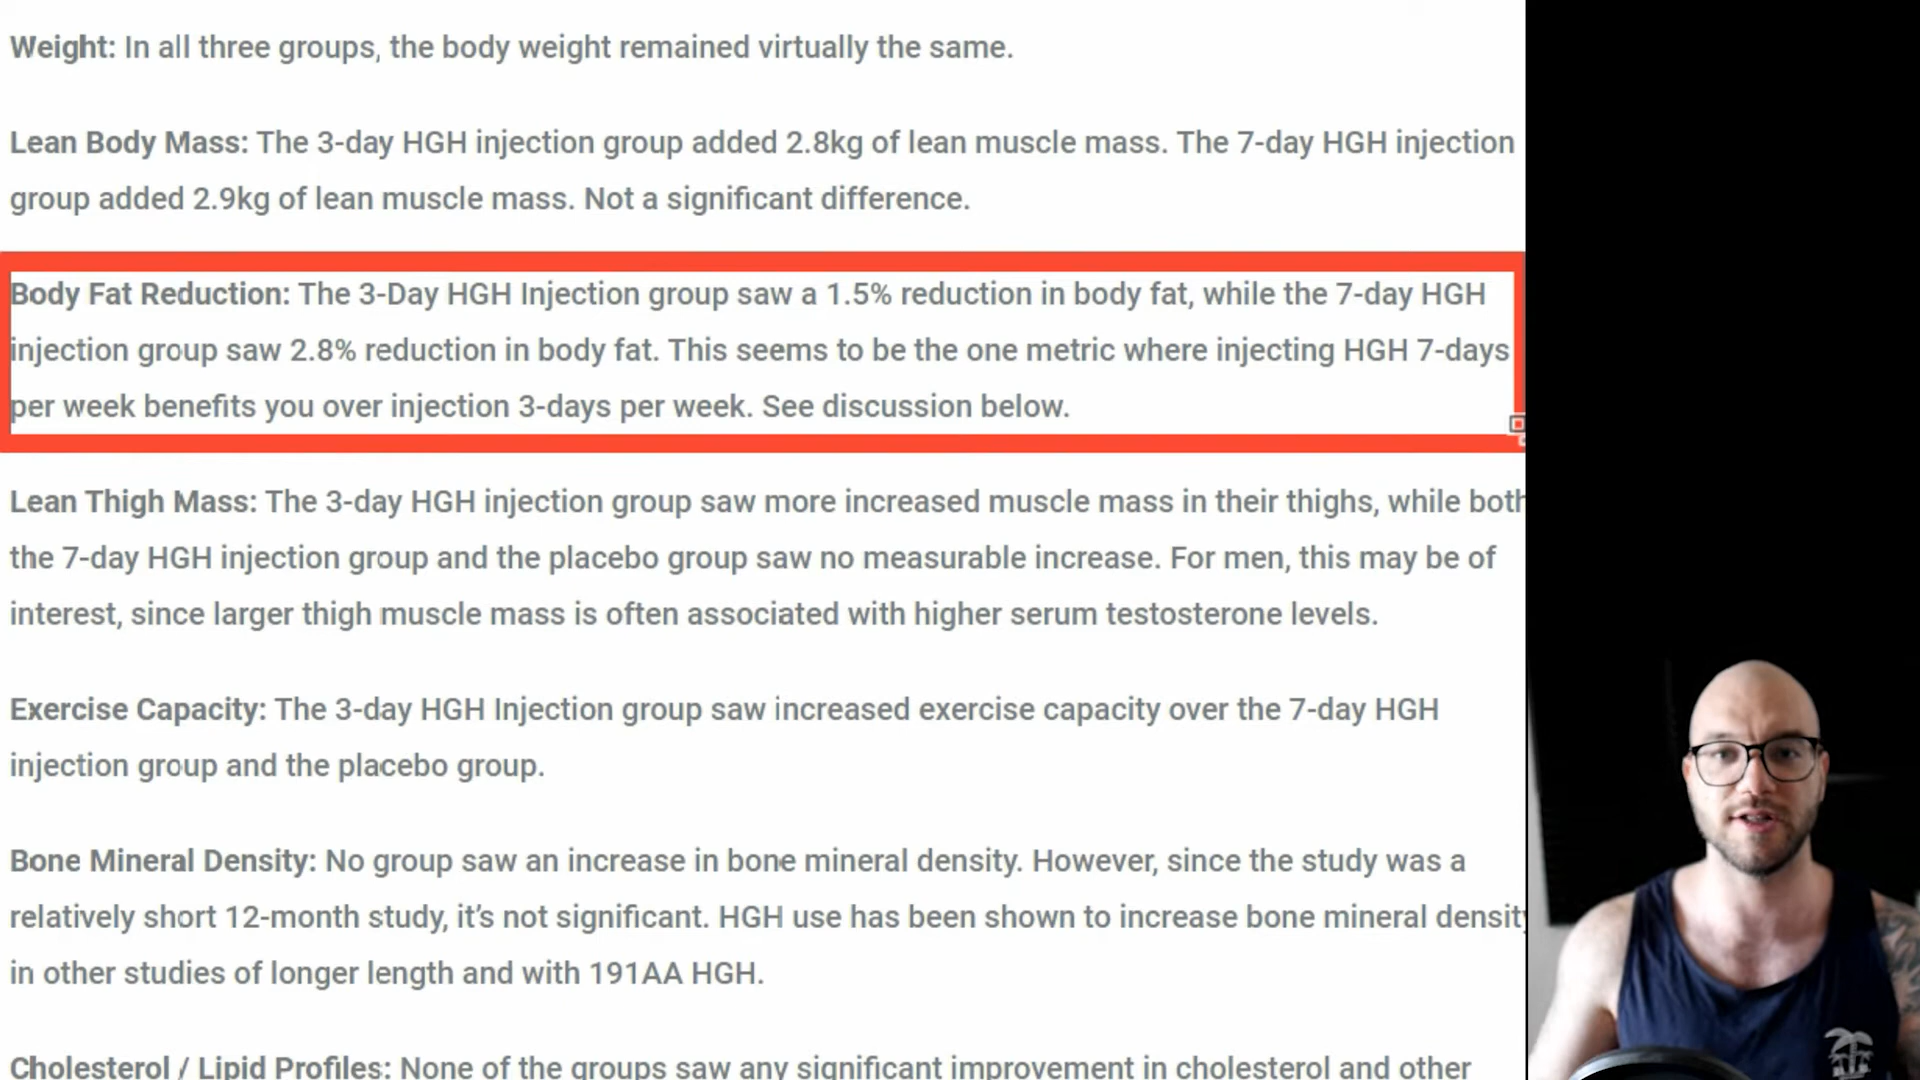 Weight: In all three groups, the body weight remained virtually the same.
Lean Body Mass: The 3-day HGH injection group added 2.8kg of lean muscle mass. The 7-day HGH injection
group added 2.9kg of lean muscle mass. Not a significant difference.
Body Fat Reduction: The 3-Day HGH Injection group saw a 1.5% reduction in body fat, while the 7-day HGH
injection group saw 2.8% reduction in body fat. This seems to be the one metric where injecting HGH 7-days
per week benefits you over injection 3-days per week. See discussion below.
Lean Thigh Mass: The 3-day HGH injection group saw more increased muscle mass in their thighs, while both
the 7-day HGH injection group and the placebo group saw no measurable increase. For men, this may be of
interest, since larger thigh muscle mass is often associated with higher serum testosterone levels.
Exercise Capacity: The 3-day HGH Injection group saw increased exercise capacity over the 7-day HGH
injection group and the placebo group.
Bone Mineral Density: No group saw an increase in bone mineral density. However, since the study was a
relatively short 12-month study, it’s not significant. HGH use has been shown to increase bone mineral density
in other studies of longer length and with 191AA HGH.
Cholesterol / Lipid Profiles: None of the groups saw any significant improvement in cholesterol and other